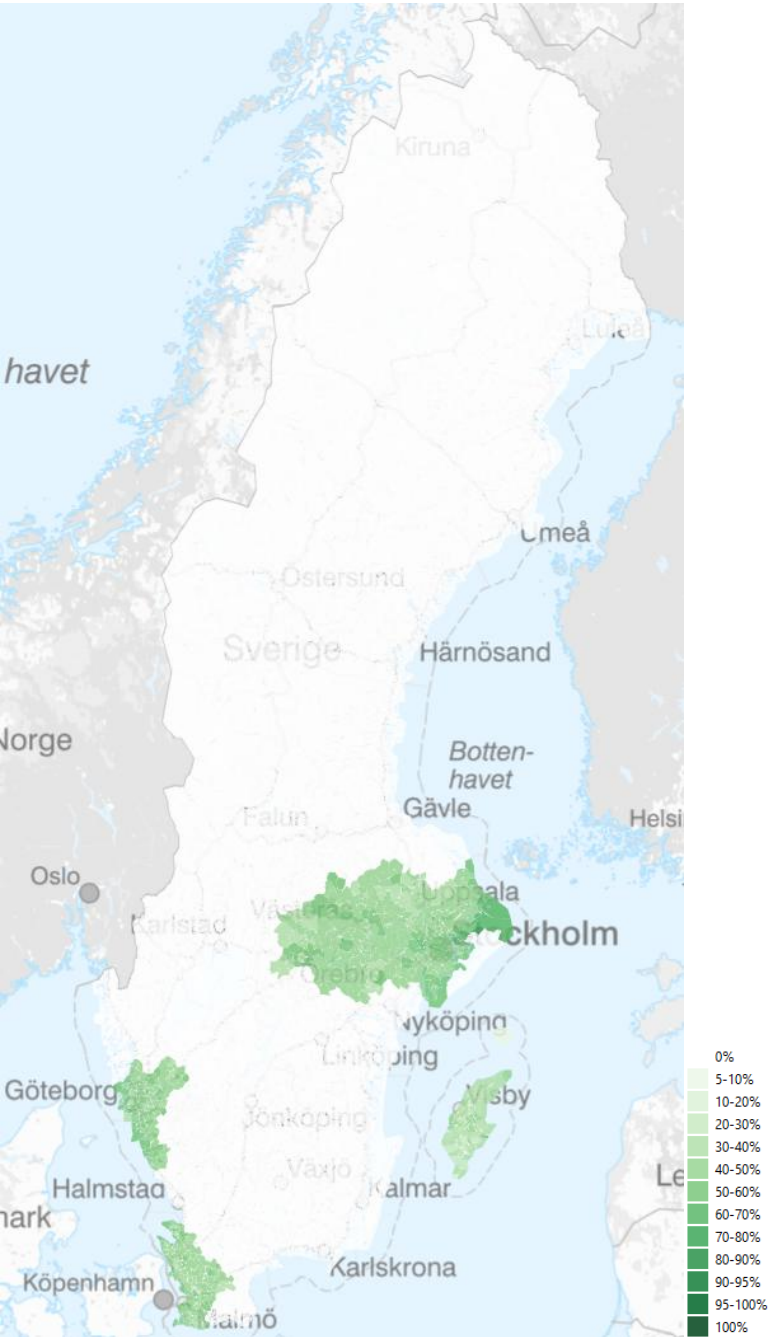 Kiruna
Luleå
havet
Umeå
Östersund
Sverige
Härnösand
Norge
Botten-
havet
Gävle
Falun
Helsi
Oslo
Uppsala
Västerås
Karlstad
Stockholm
Örebro
Nyköping
Linköping
Göteborg
Visby
Jönköping
Växjö
Halmstad
Kalmar
Le
nark
Karlskrona
Köpenhamn
Malmö
0%
5-10%
10-20%
20-30%
30-40%
40-50%
50-60%
60-70%
70-80%
80-90%
90-95%
95-100%
100%